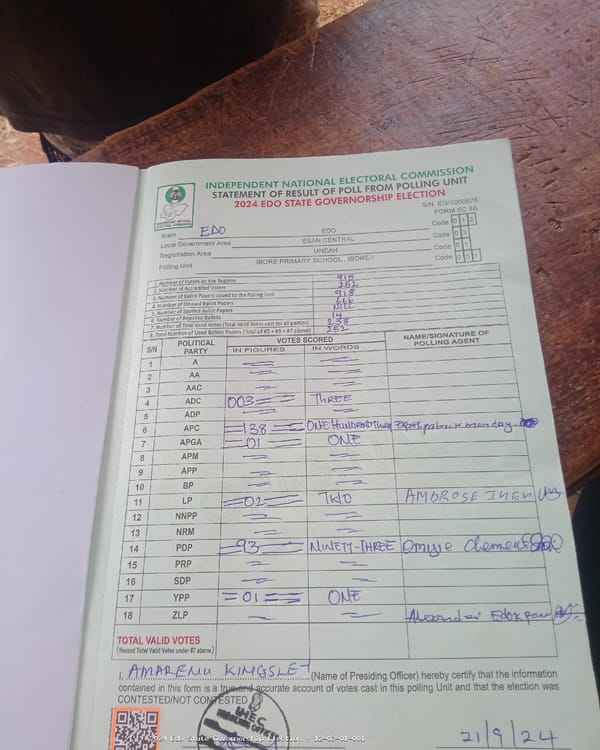 INDEPENDENT NATIONAL ELECTORAL COMMISSION
STATEMENT OF RESULT OF POLL FROM POLLING UNIT
2024 EDO STATE GOVERNORSHIP ELECTION
S/N EG/0000676
FORM EC 8A
State EDO EDO Code 0 1 2
Local Government Area ESAN CENTRAL Code 0 3
Registration Area UNEAH Code 0 1
Polling Unit IBORE PRIMARY SCHOOL, IBORE-I Code 0 0 1
1. Number of Voters on the Register 918
2. Number of Accredited Voters 252
3. Number of Ballot Papers Issued to the Polling Unit 918
4. Number of Unused Ballot Papers 666
5. Number of Spoiled Ballot Papers
6. Number of Rejected Ballots 14
7. Number of Total Valid Votes (Total Valid Votes cast for all parties) 238
8. Total Number of Used Ballots Papers (Total of #5 + #6 + #7 above) 252
S/N POLITICAL PARTY VOTES SCORED NAME/SIGNATURE OF POLLING AGENT
IN FIGURES IN WORDS
1 A
2 AA
3 AAC
4 ADC 003 THREE
5 ADP
6 APC 138 ONE HUNDRED monday
7 APGA 01 ONE
8 APM
9 APP
10 BP
11 LP 02 TWO AMBROSE
12 NNPP
13 NRM
14 PDP 93 NINETY-THREE Clement
15 PRP
16 SDP
17 YPP 01 ONE
18 ZLP
TOTAL VALID VOTES
(Record Total Valid Votes under #7 above)
I, AMARENU KINGSLEY (Name of Presiding Officer) hereby certify that the information
contained in this form is a true and accurate account of votes cast in this polling Unit and that the election was
CONTESTED/NOT CONTESTED
INEC
2024 Edo State Governorship Election - 12-03-01-001
21/9/24